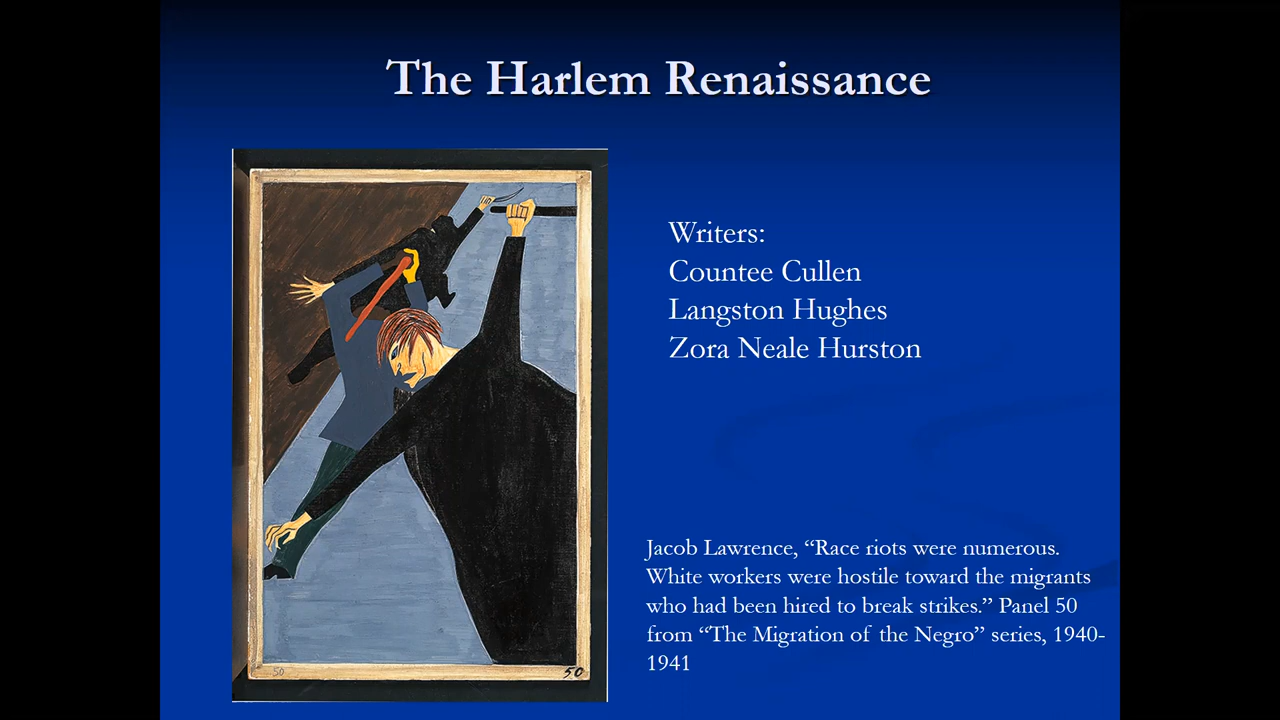 The Harlem Renaissance
Writers:
Countee Cullen
Langston Hughes
Zora Neale Hurston
Jacob Lawrence, “Race riots were numerous.
White workers were hostile toward the migrants
who had been hired to break strikes.” Panel 50
from “The Migration of the Negro” series, 1940-
1941
50
50